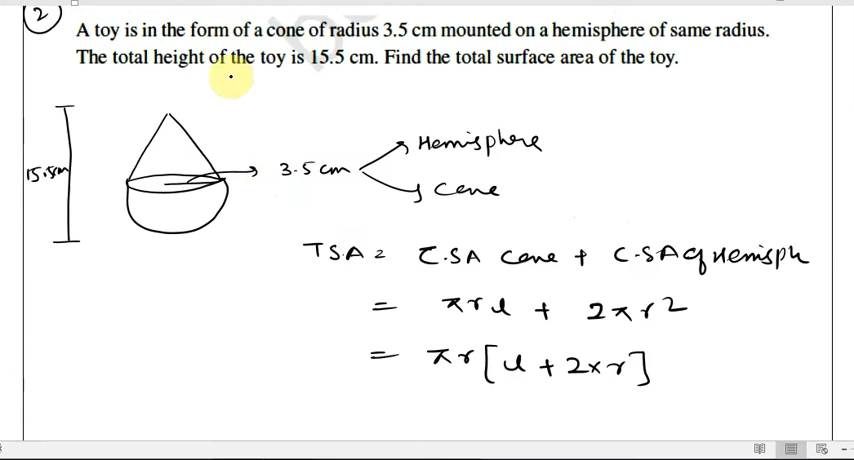 2
A toy is in the form of a cone of radius 3.5 cm mounted on a hemisphere of same radius.
The total height of the toy is 15.5 cm. Find the total surface area of the toy.
15.5cm
3.5 cm
Hemisphere
Cone
T.S.A = C.SA Cone + C.SA of Hemisph
= πrl + 2πr2
= πr[l + 2×r]